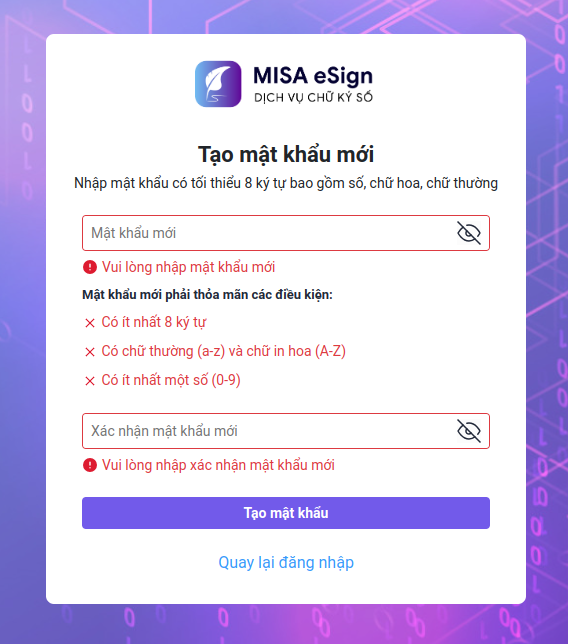 MISA eSign
DỊCH VỤ CHỮ KÝ SỐ
Tạo mật khẩu mới
Nhập mật khẩu có tối thiểu 8 ký tự bao gồm số, chữ hoa, chữ thường
Mật khẩu mới
Vui lòng nhập mật khẩu mới
Mật khẩu mới phải thỏa mãn các điều kiện:
Có ít nhất 8 ký tự
Có chữ thường (a-z) và chữ in hoa (A-Z)
Có ít nhất một số (0-9)
Xác nhận mật khẩu mới
Vui lòng nhập xác nhận mật khẩu mới
Tạo mật khẩu
Quay lại đăng nhập